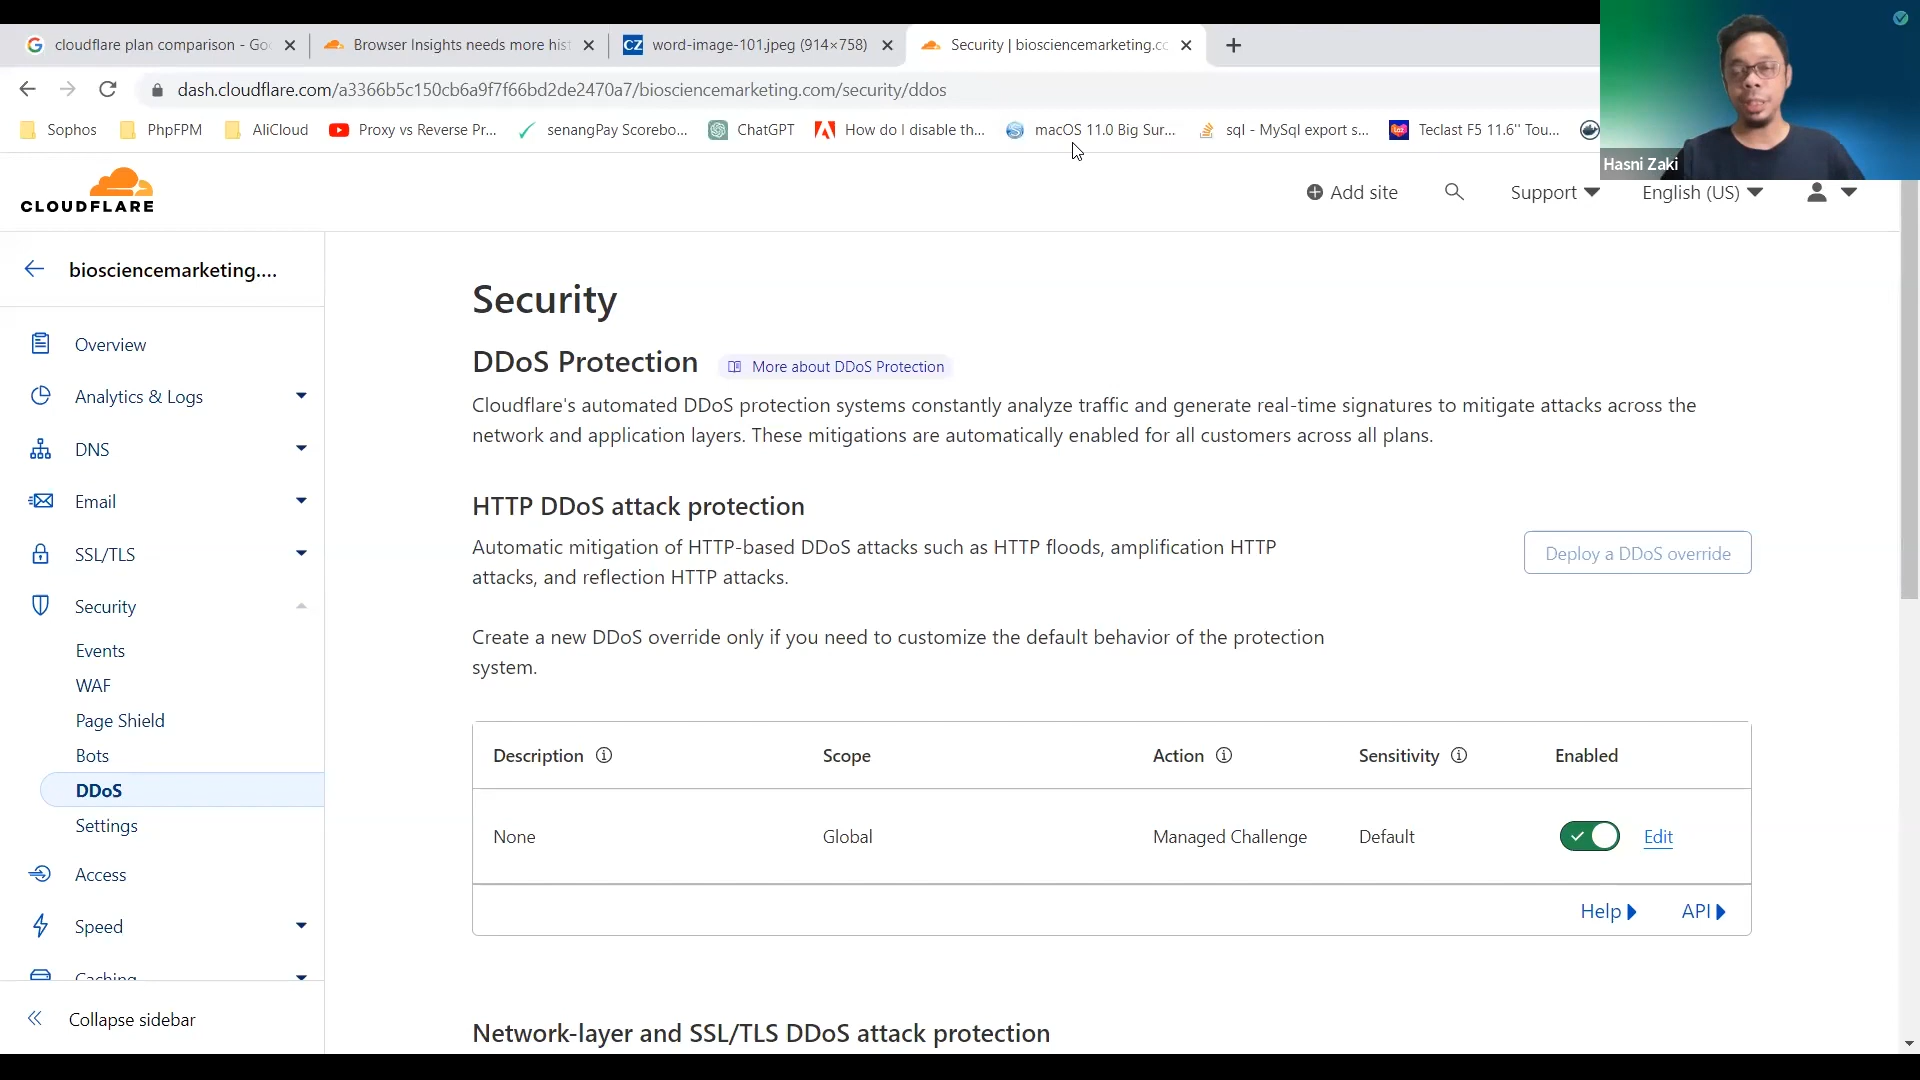 cloudflare plan comparison - Goo
Browser Insights needs more hist
word-image-101.jpeg (914×758)
Security | biosciencemarketing.cc
dash.cloudflare.com/a3366b5c150cb6a9f7f66bd2de2470a7/biosciencemarketing.com/security/ddos
Sophos
PhpFPM
AliCloud
Proxy vs Reverse Pr...
senangPay Scorebo...
ChatGPT
How do I disable th...
macOS 11.0 Big Sur...
sql - MySql export s...
Teclast F5 11.6'' Tou...
Hasni Zaki
CLOUDFLARE
Add site
Support
English (US)
biosciencemarketing....
Overview
Analytics & Logs
DNS
Email
SSL/TLS
Security
Events
WAF
Page Shield
Bots
DDoS
Settings
Access
Speed
Caching
Collapse sidebar
Security
DDoS Protection
More about DDoS Protection
Cloudflare's automated DDoS protection systems constantly analyze traffic and generate real-time signatures to mitigate attacks across the
network and application layers. These mitigations are automatically enabled for all customers across all plans.
HTTP DDoS attack protection
Automatic mitigation of HTTP-based DDoS attacks such as HTTP floods, amplification HTTP
attacks, and reflection HTTP attacks.
Deploy a DDoS override
Create a new DDoS override only if you need to customize the default behavior of the protection
system.
Description Scope Action Sensitivity Enabled
None Global Managed Challenge Default Edit
Help API
Network-layer and SSL/TLS DDoS attack protection